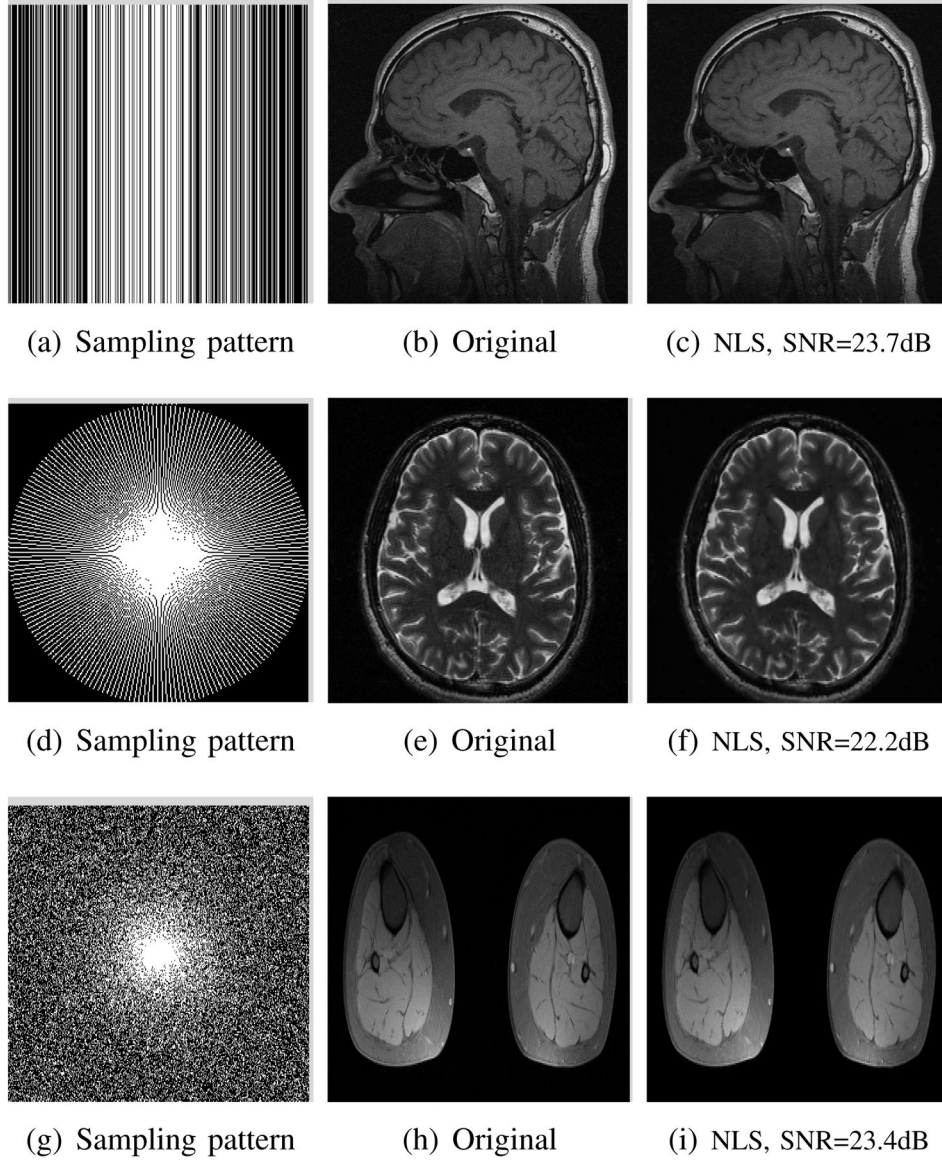 (a) Sampling pattern
(b) Original
(c) NLS, SNR=23.7dB
(d) Sampling pattern
(e) Original
(f) NLS, SNR=22.2dB
(g) Sampling pattern
(h) Original
(i) NLS, SNR=23.4dB